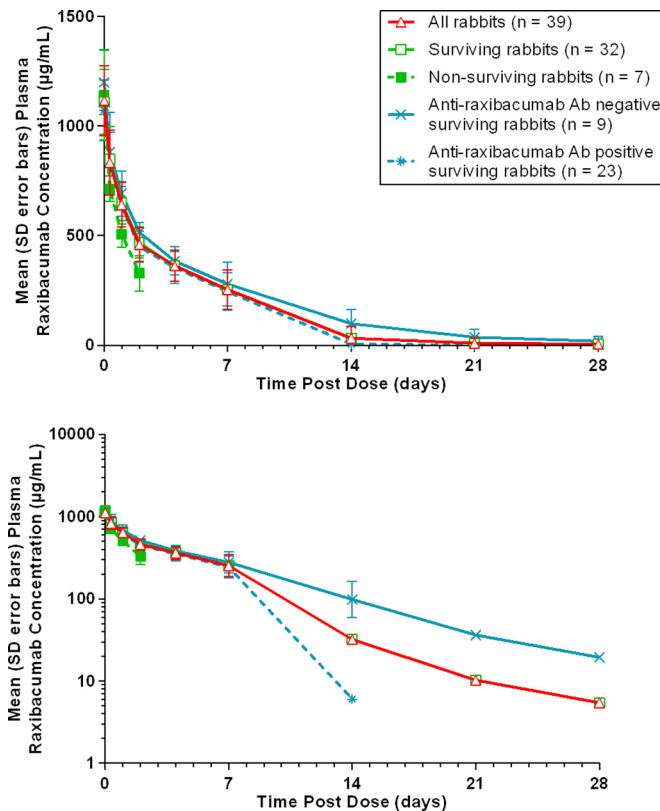 1500
1000
500
0
Mean (SD error bars) Plasma
Raxibacumab Concentration (µg/mL)
All rabbits (n = 39)
Surviving rabbits (n = 32)
Non-surviving rabbits (n = 7)
Anti-raxibacumab Ab negative
surviving rabbits (n = 9)
Anti-raxibacumab Ab positive
surviving rabbits (n = 23)
0 7 14 21 28
Time Post Dose (days)
10000
1000
100
10
1
Mean (SD error bars) Plasma
Raxibacumab Concentration (µg/mL)
0 7 14 21 28
Time Post Dose (days)